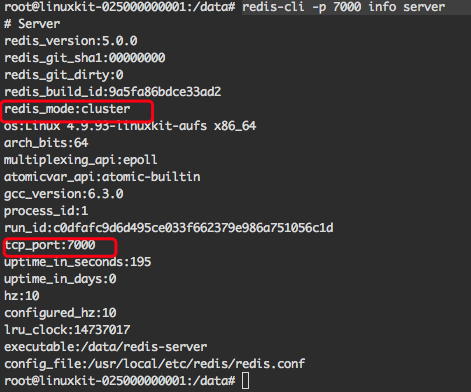 root@linuxkit-025000000001:/data# redis-cli -p 7000 info server
# Server
redis_version:5.0.0
redis_git_sha1:00000000
redis_git_dirty:0
redis_build_id:9a5fa86bdce33ad2
redis_mode:cluster
os:Linux 4.9.93-linuxkit-aufs x86_64
arch_bits:64
multiplexing_api:epoll
atomicvar_api:atomic-builtin
gcc_version:6.3.0
process_id:1
run_id:c0dfafc9d6d495ce033f662379e986a751056c1d
tcp_port:7000
uptime_in_seconds:195
uptime_in_days:0
hz:10
configured_hz:10
lru_clock:14737017
executable:/data/redis-server
config_file:/usr/local/etc/redis/redis.conf
root@linuxkit-025000000001:/data#